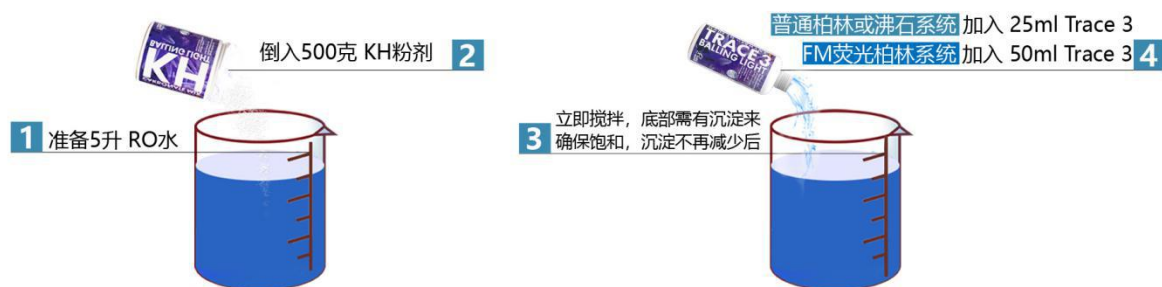 1 准备5升 RO水
倒入500克 KH粉剂 2
KH
BALLING LIGHT
3 立即搅拌，底部需有沉淀来
确保饱和，沉淀不再减少后
TRACE 3
BALLING LIGHT
普通柏林或沸石系统 加入 25ml Trace 3
FM荧光柏林系统 加入 50ml Trace 3 4